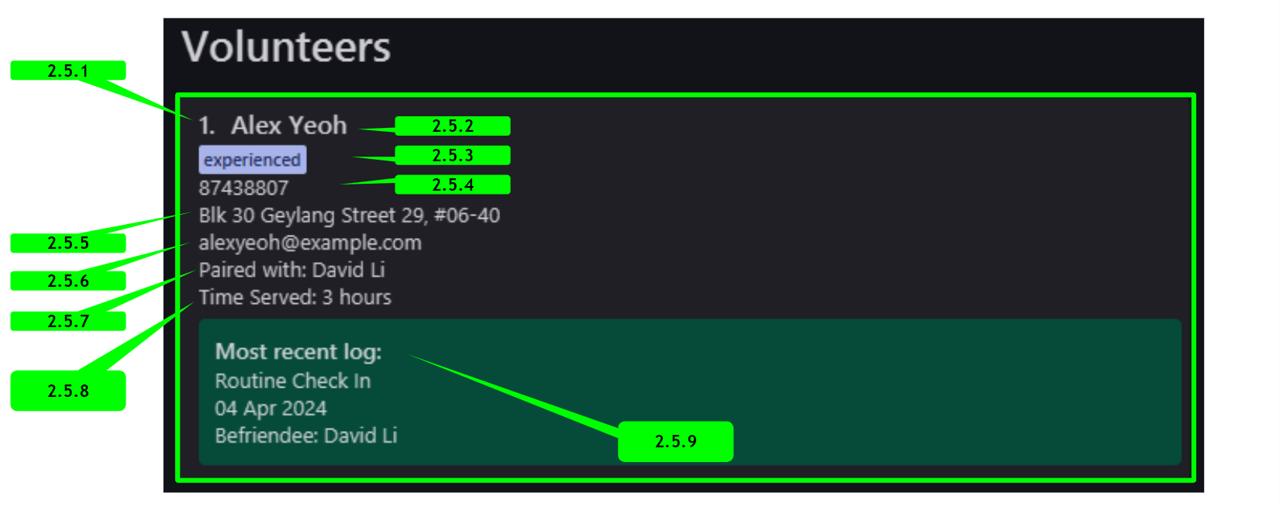 Volunteers
2.5.1
1. Alex Yeoh
2.5.2
experienced
2.5.3
87438807
2.5.4
Blk 30 Geylang Street 29, #06-40
2.5.5
alexyeoh@example.com
2.5.6
Paired with: David Li
2.5.7
Time Served: 3 hours
2.5.8
Most recent log:
Routine Check In
04 Apr 2024
Befriendee: David Li
2.5.9